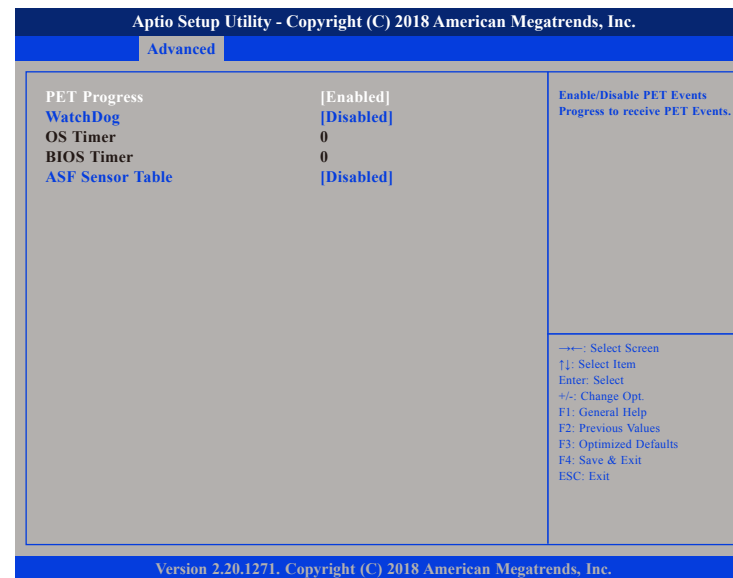 Aptio Setup Utility - Copyright (C) 2018 American Megatrends, Inc.
Advanced
PET Progress [Enabled]
WatchDog [Disabled]
OS Timer 0
BIOS Timer 0
ASF Sensor Table [Disabled]
Enable/Disable PET Events
Progress to receive PET Events.
→←: Select Screen
↑↓: Select Item
Enter: Select
+/-: Change Opt.
F1: General Help
F2: Previous Values
F3: Optimized Defaults
F4: Save & Exit
ESC: Exit
Version 2.20.1271. Copyright (C) 2018 American Megatrends, Inc.